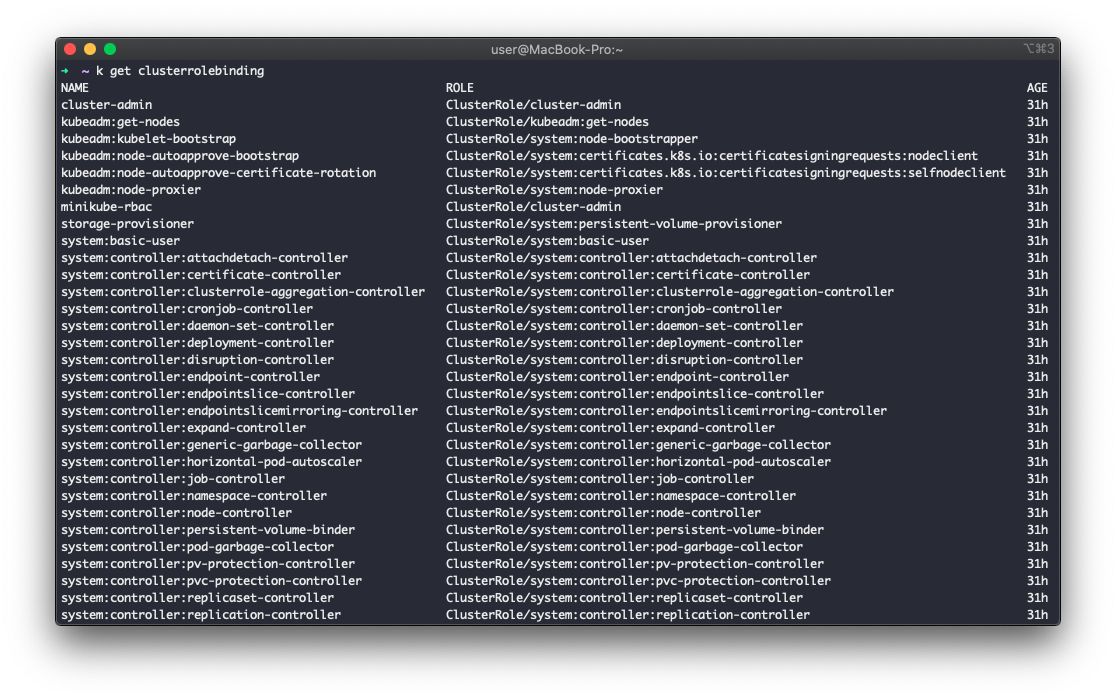 user@MacBook-Pro:~ ⌥⌘3
➜ ~ k get clusterrolebinding
NAME ROLE AGE
cluster-admin ClusterRole/cluster-admin 31h
kubeadm:get-nodes ClusterRole/kubeadm:get-nodes 31h
kubeadm:kubelet-bootstrap ClusterRole/system:node-bootstrapper 31h
kubeadm:node-autoapprove-bootstrap ClusterRole/system:certificates.k8s.io:certificatesigningrequests:nodeclient 31h
kubeadm:node-autoapprove-certificate-rotation ClusterRole/system:certificates.k8s.io:certificatesigningrequests:selfnodeclient 31h
kubeadm:node-proxier ClusterRole/system:node-proxier 31h
minikube-rbac ClusterRole/cluster-admin 31h
storage-provisioner ClusterRole/system:persistent-volume-provisioner 31h
system:basic-user ClusterRole/system:basic-user 31h
system:controller:attachdetach-controller ClusterRole/system:controller:attachdetach-controller 31h
system:controller:certificate-controller ClusterRole/system:controller:certificate-controller 31h
system:controller:clusterrole-aggregation-controller ClusterRole/system:controller:clusterrole-aggregation-controller 31h
system:controller:cronjob-controller ClusterRole/system:controller:cronjob-controller 31h
system:controller:daemon-set-controller ClusterRole/system:controller:daemon-set-controller 31h
system:controller:deployment-controller ClusterRole/system:controller:deployment-controller 31h
system:controller:disruption-controller ClusterRole/system:controller:disruption-controller 31h
system:controller:endpoint-controller ClusterRole/system:controller:endpoint-controller 31h
system:controller:endpointslice-controller ClusterRole/system:controller:endpointslice-controller 31h
system:controller:endpointslicemirroring-controller ClusterRole/system:controller:endpointslicemirroring-controller 31h
system:controller:expand-controller ClusterRole/system:controller:expand-controller 31h
system:controller:generic-garbage-collector ClusterRole/system:controller:generic-garbage-collector 31h
system:controller:horizontal-pod-autoscaler ClusterRole/system:controller:horizontal-pod-autoscaler 31h
system:controller:job-controller ClusterRole/system:controller:job-controller 31h
system:controller:namespace-controller ClusterRole/system:controller:namespace-controller 31h
system:controller:node-controller ClusterRole/system:controller:node-controller 31h
system:controller:persistent-volume-binder ClusterRole/system:controller:persistent-volume-binder 31h
system:controller:pod-garbage-collector ClusterRole/system:controller:pod-garbage-collector 31h
system:controller:pv-protection-controller ClusterRole/system:controller:pv-protection-controller 31h
system:controller:pvc-protection-controller ClusterRole/system:controller:pvc-protection-controller 31h
system:controller:replicaset-controller ClusterRole/system:controller:replicaset-controller 31h
system:controller:replication-controller ClusterRole/system:controller:replication-controller 31h